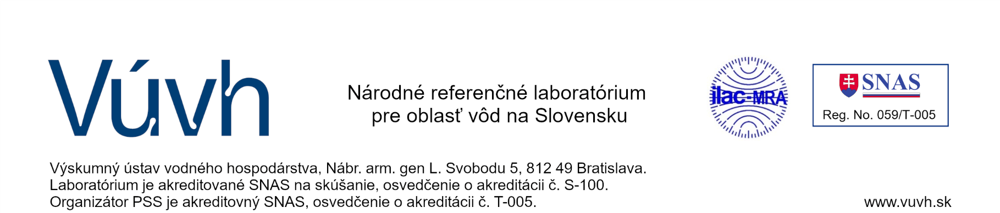 Vúvh
Národné referenčné laboratórium
pre oblasť vôd na Slovensku
ilac-MRA
SNAS
Reg. No. 059/T-005
Výskumný ústav vodného hospodárstva, Nábr. arm. gen L. Svobodu 5, 812 49 Bratislava.
Laboratórium je akreditované SNAS na skúšanie, osvedčenie o akreditácii č. S-100.
Organizátor PSS je akreditovný SNAS, osvedčenie o akreditácii č. T-005.
www.vuvh.sk